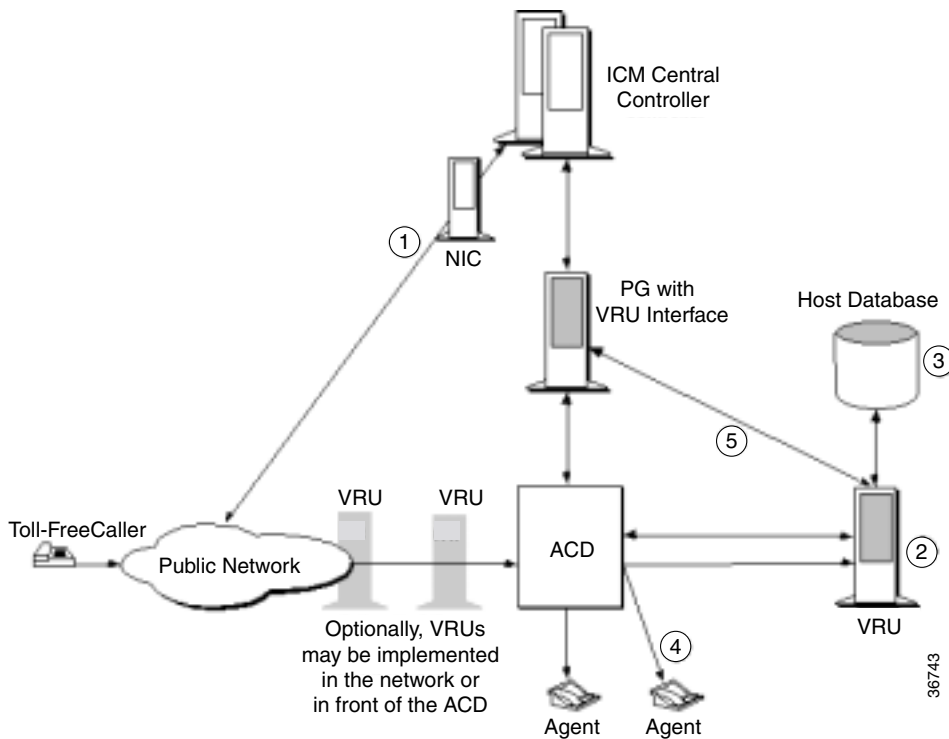 ICM Central
Controller
1
NIC
PG with
VRU Interface
Host Database
3
5
VRU
VRU
Toll-FreeCaller
Public Network
ACD
2
VRU
Optionally, VRUs
may be implemented
in the network or
in front of the ACD
4
Agent
Agent
36743